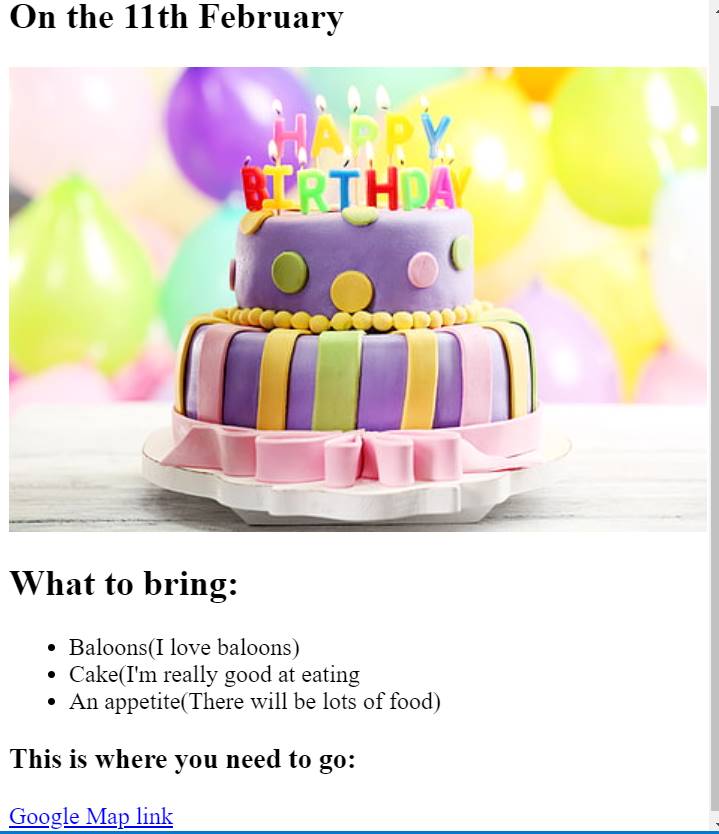 On the 11th February
HAPPY
BIRTHDAY
What to bring:
Baloons(I love baloons)
Cake(I'm really good at eating
An appetite(There will be lots of food)
This is where you need to go:
Google Map link